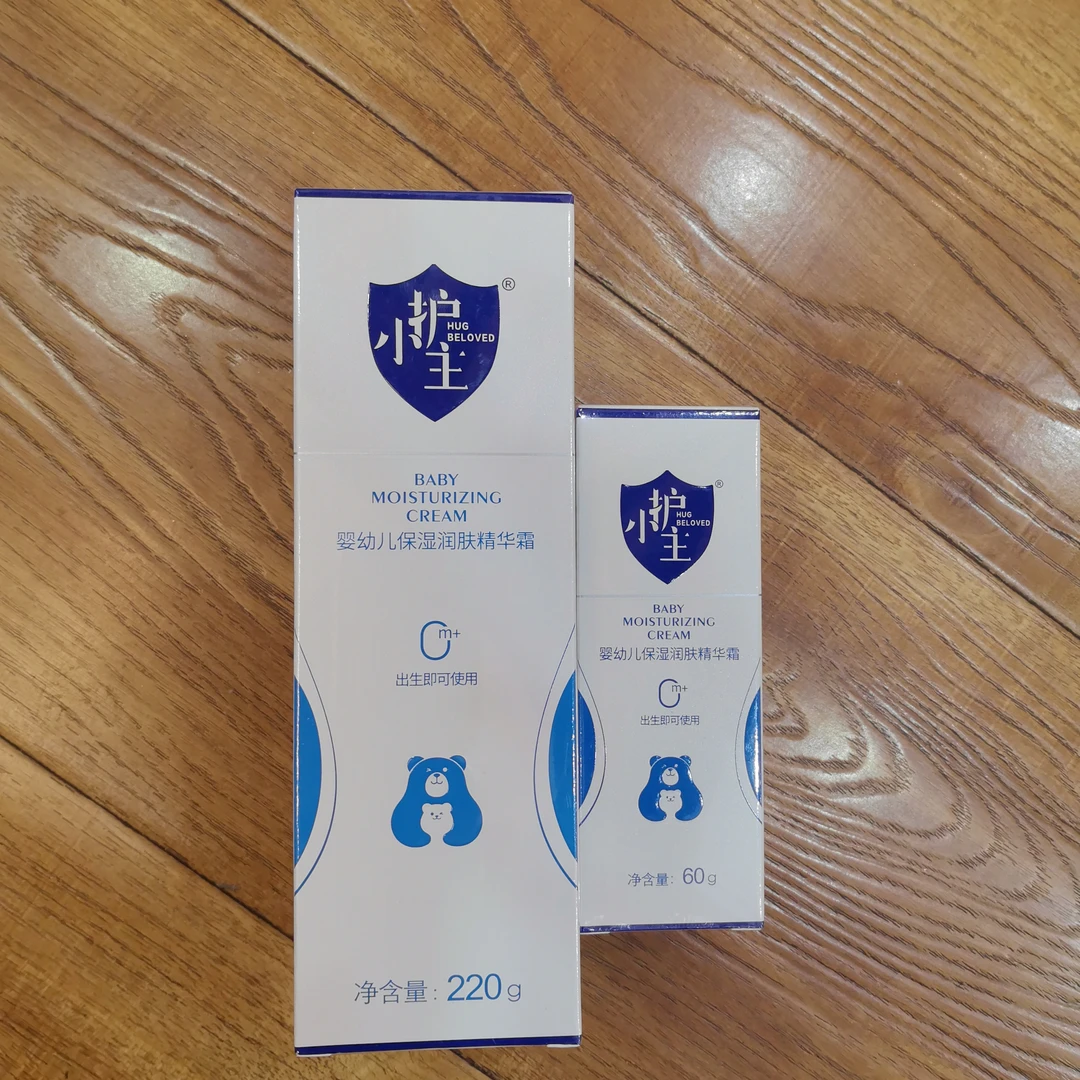 小护主
HUG
BELOVED
®
BABY
MOISTURIZING
CREAM
婴幼儿保湿润肤精华霜
0m+
出生即可使用
净含量: 220g
小护主
HUG
BELOVED
®
BABY
MOISTURIZING
CREAM
婴幼儿保湿润肤精华霜
0m+
出生即可使用
净含量: 60g